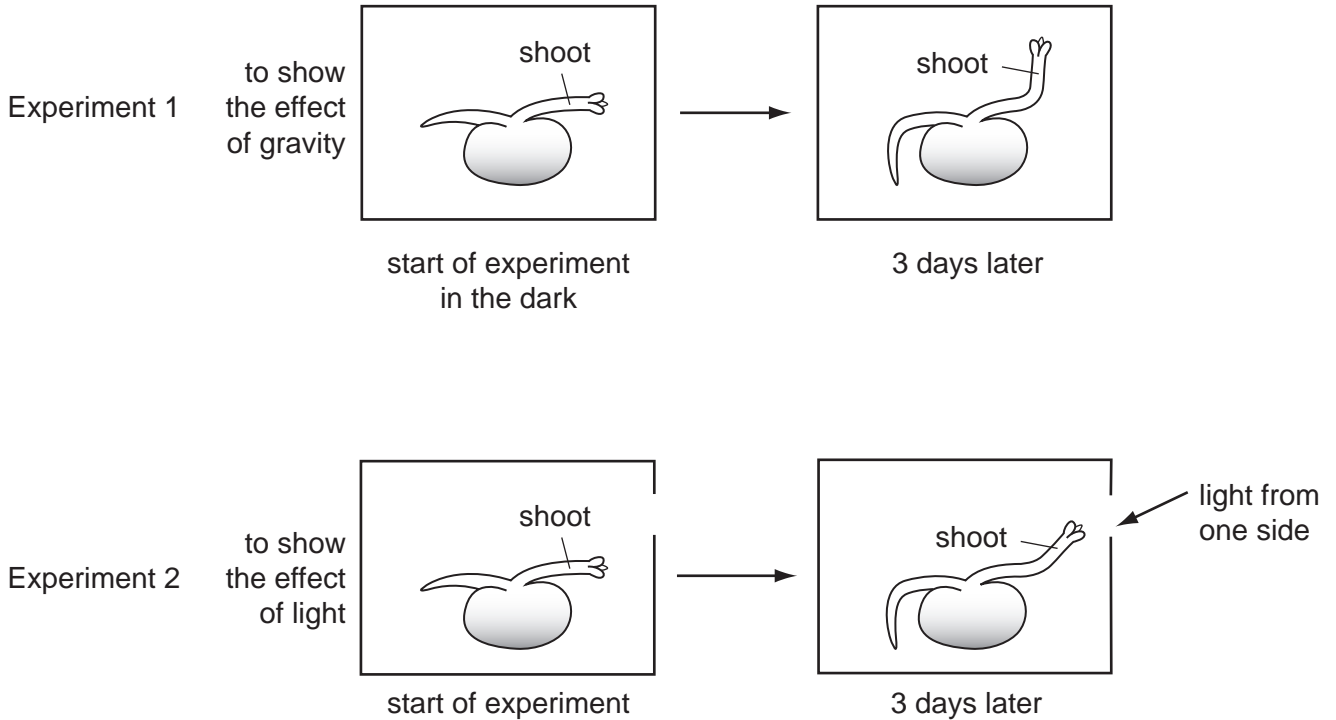 Experiment 1
to show
the effect
of gravity
shoot
shoot
start of experiment
in the dark
3 days later
Experiment 2
to show
the effect
of light
shoot
shoot
light from
one side
start of experiment
3 days later